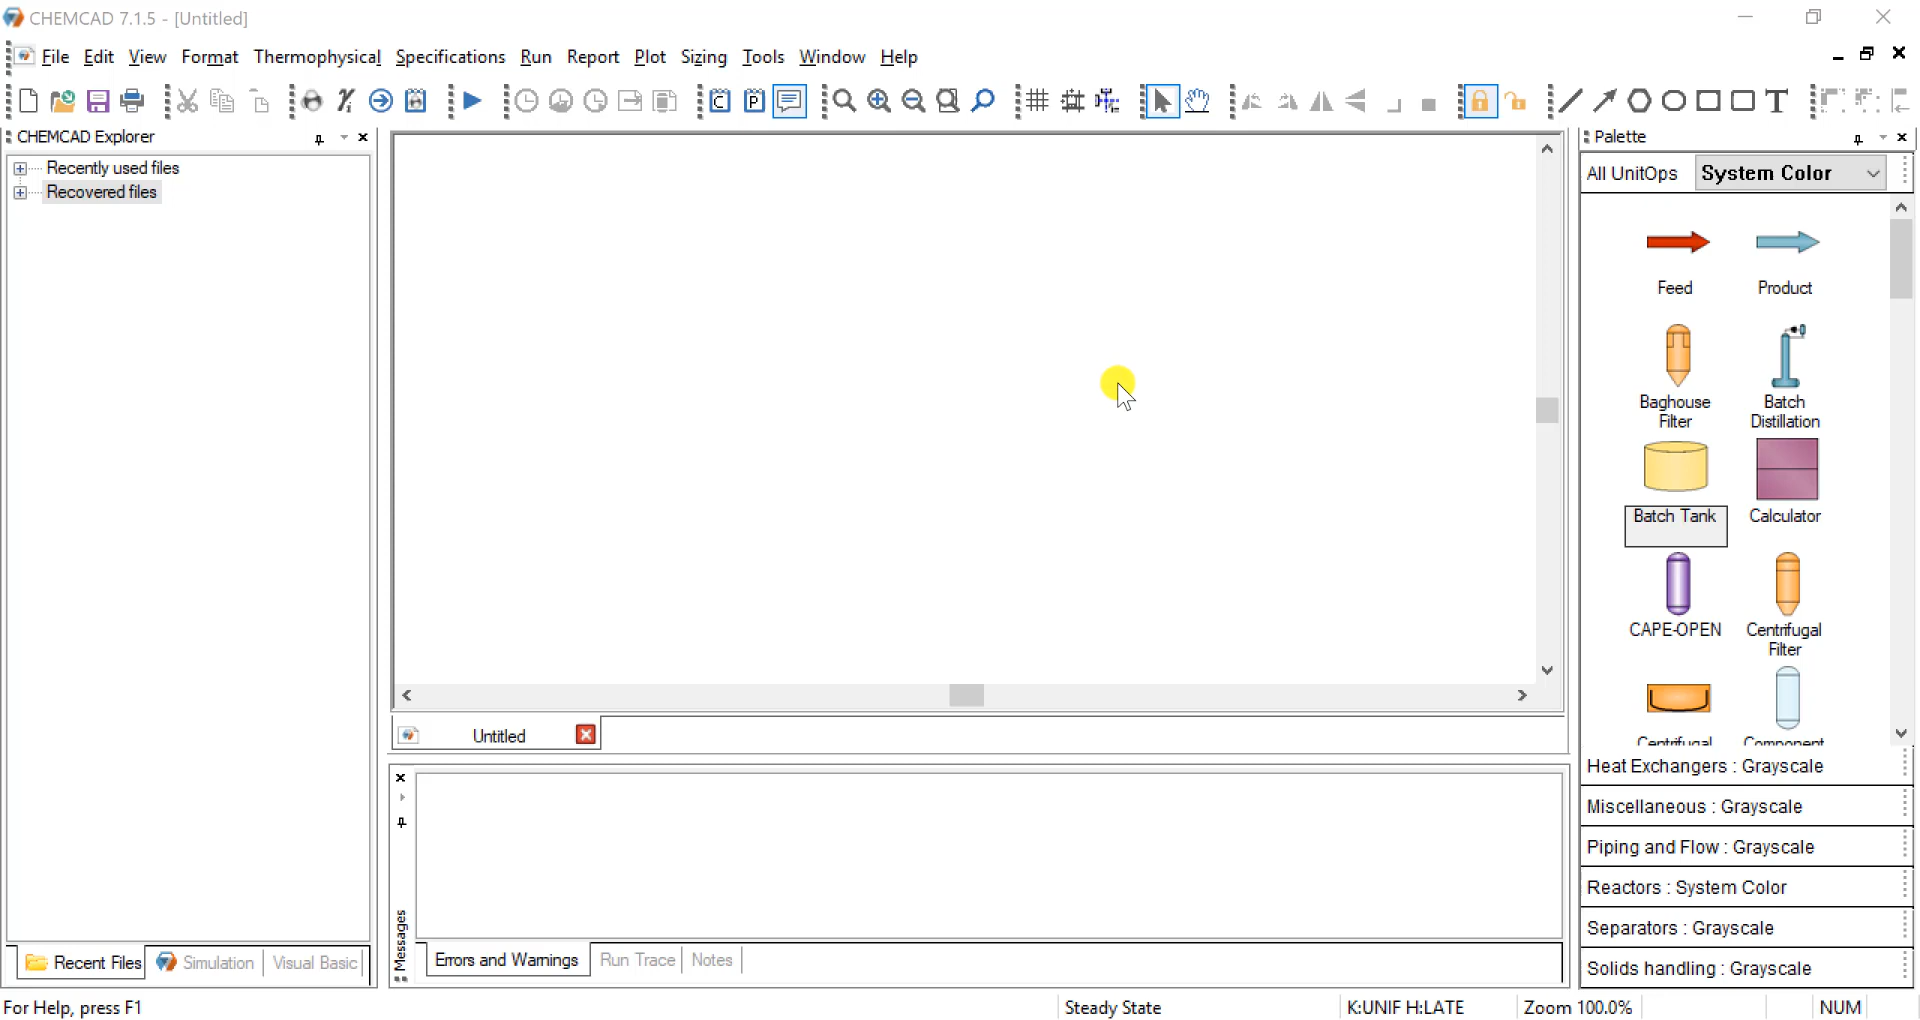 CHEMCAD 7.1.5 - [Untitled]
File Edit View Format Thermophysical Specifications Run Report Plot Sizing Tools Window Help
CHEMCAD Explorer
Recently used files
Recovered files
Recent Files Simulation Visual Basic
Untitled
Messages
Errors and Warnings Run Trace Notes
Palette
All UnitOps System Color
Feed Product
Baghouse Filter
Batch Distillation
Batch Tank Calculator
CAPE-OPEN
Centrifugal Filter
Centrifugal Component
Heat Exchangers : Grayscale
Miscellaneous : Grayscale
Piping and Flow : Grayscale
Reactors : System Color
Separators : Grayscale
Solids handling : Grayscale
For Help, press F1
Steady State
K:UNIF H:LATE
Zoom 100.0%
NUM